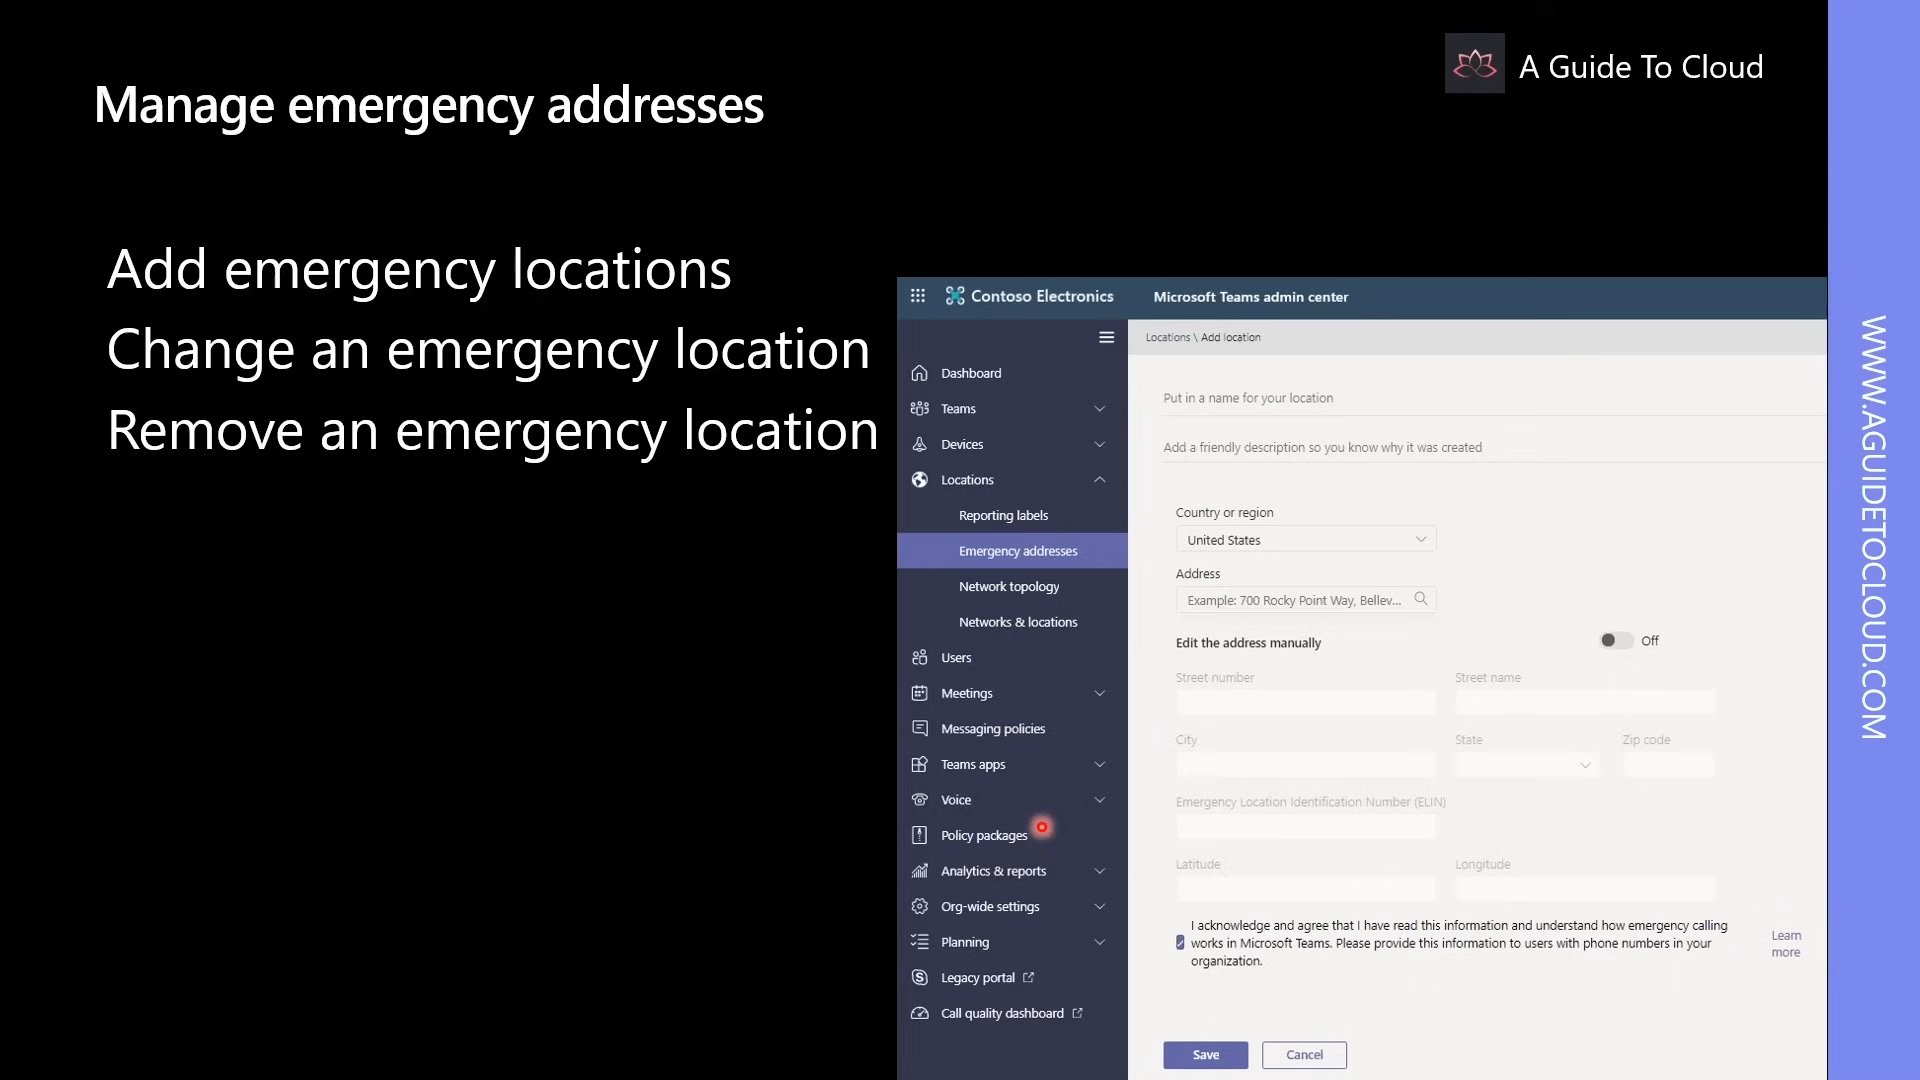 Manage emergency addresses
A Guide To Cloud
Add emergency locations
Change an emergency location
Remove an emergency location
WWW.AGUIDETOCLOUD.COM
Contoso Electronics
Microsoft Teams admin center
Locations \ Add location
Dashboard
Teams
Devices
Locations
Reporting labels
Emergency addresses
Network topology
Networks & locations
Users
Meetings
Messaging policies
Teams apps
Voice
Policy packages
Analytics & reports
Org-wide settings
Planning
Legacy portal
Call quality dashboard
Put in a name for your location
Add a friendly description so you know why it was created
Country or region
United States
Address
Example: 700 Rocky Point Way, Bellev...
Edit the address manually
Off
Street number
Street name
City
State
Zip code
Emergency Location Identification Number (ELIN)
Latitude
Longitude
I acknowledge and agree that I have read this information and understand how emergency calling
works in Microsoft Teams. Please provide this information to users with phone numbers in your
organization.
Learn
more
Save
Cancel